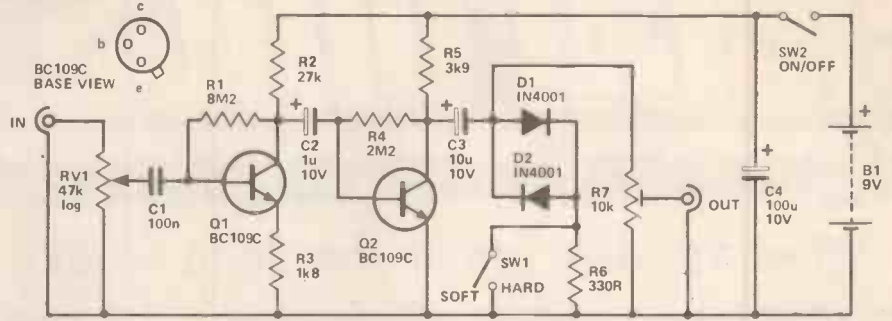 c
b
e
BC109C
BASE VIEW
IN
RV1
47k
log
C1
100n
R1
8M2
R2
27k
Q1
BC109C
R3
1k8
+
C2
1u
10V
R4
2M2
Q2
BC109C
R5
3k9
+
C3
10u
10V
D1
IN4001
D2
IN4001
SW1
SOFT
HARD
R6
330R
R7
10k
OUT
+
C4
100u
10V
SW2
ON/OFF
+
B1
9V